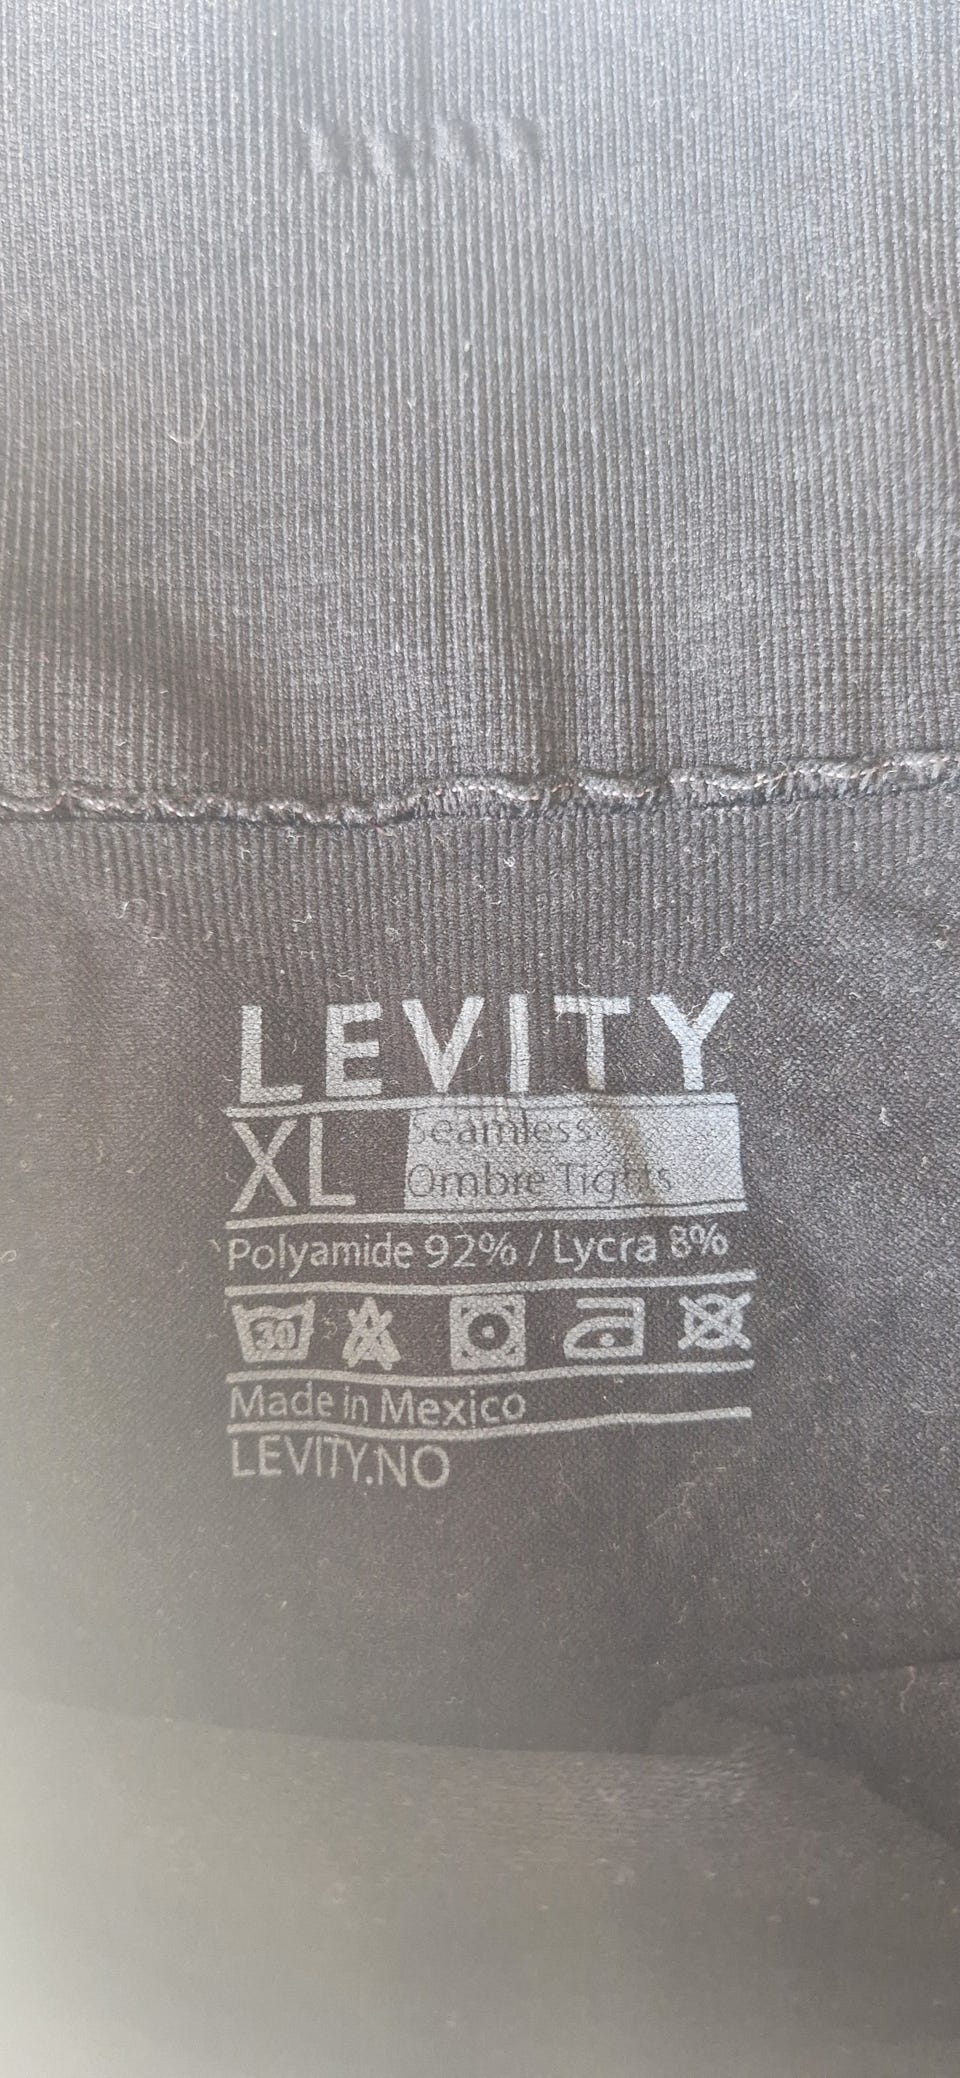 LEVITY
XL
Seamless
Ombre Tights
Polyamide 92% / Lycra 8%
30
Made in Mexico
LEVITY.NO